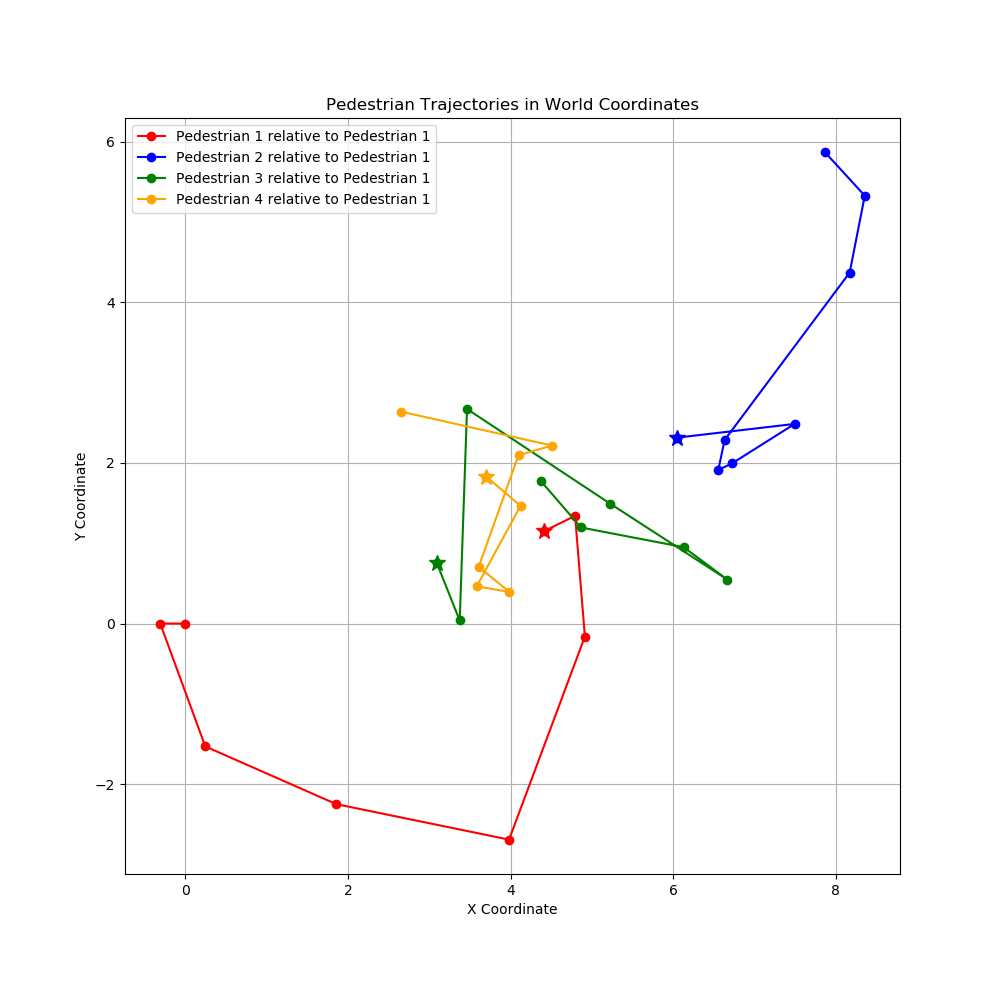 Pedestrian Trajectories in World Coordinates
Pedestrian 1 relative to Pedestrian 1
Pedestrian 2 relative to Pedestrian 1
Pedestrian 3 relative to Pedestrian 1
Pedestrian 4 relative to Pedestrian 1
6
4
2
0
−2
Y Coordinate
0 2 4 6 8
X Coordinate